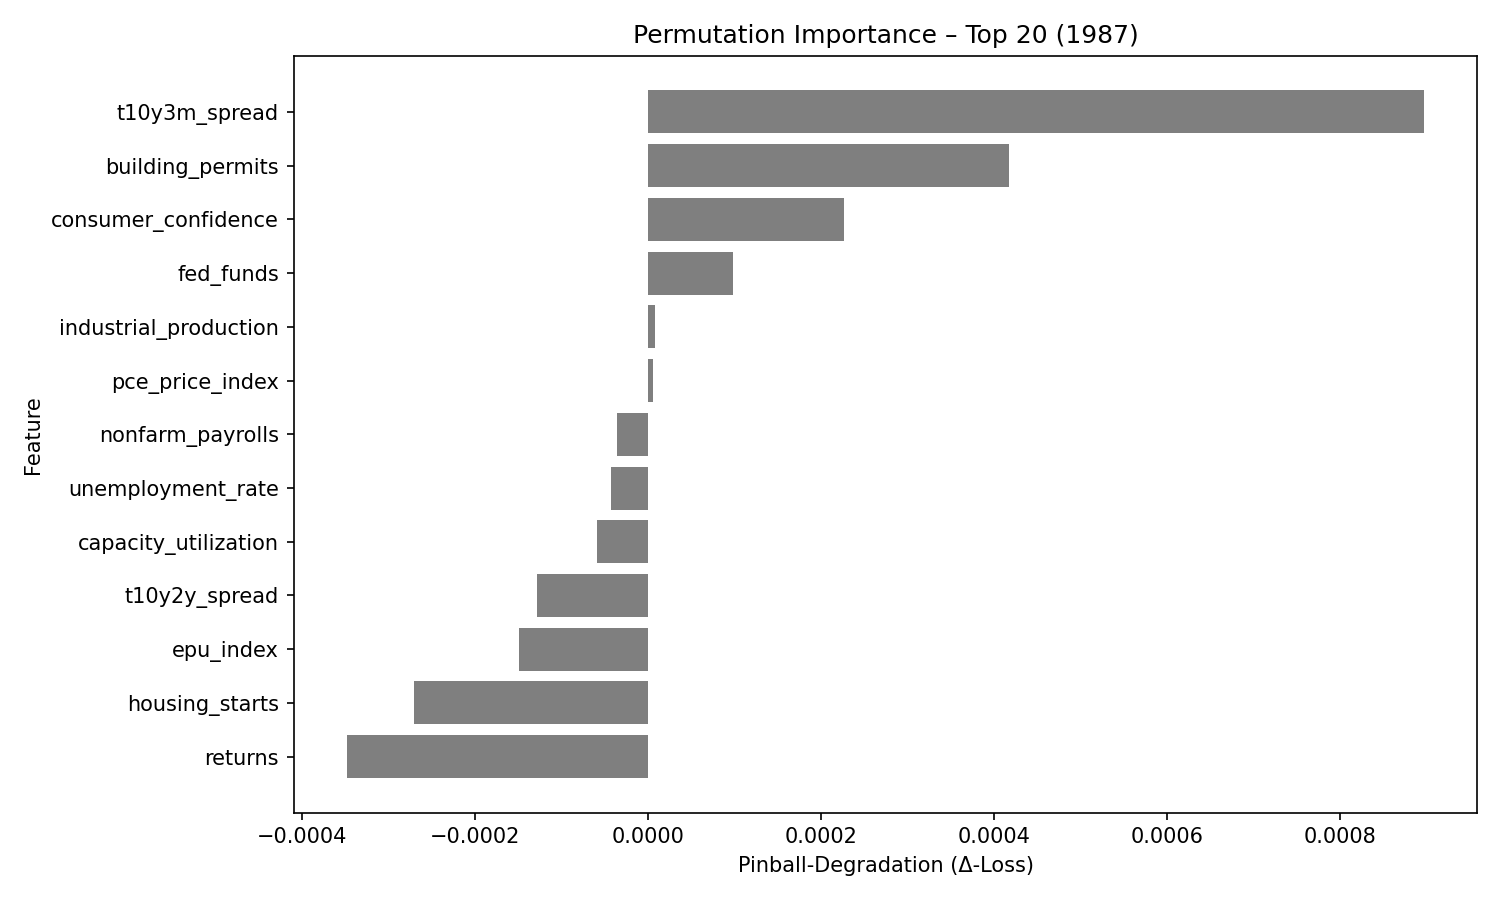 Permutation Importance – Top 20 (1987)
t10y3m_spread
building_permits
consumer_confidence
fed_funds
industrial_production
pce_price_index
nonfarm_payrolls
unemployment_rate
capacity_utilization
t10y2y_spread
epu_index
housing_starts
returns
Feature
−0.0004 −0.0002 0.0000 0.0002 0.0004 0.0006 0.0008
Pinball-Degradation (Δ-Loss)